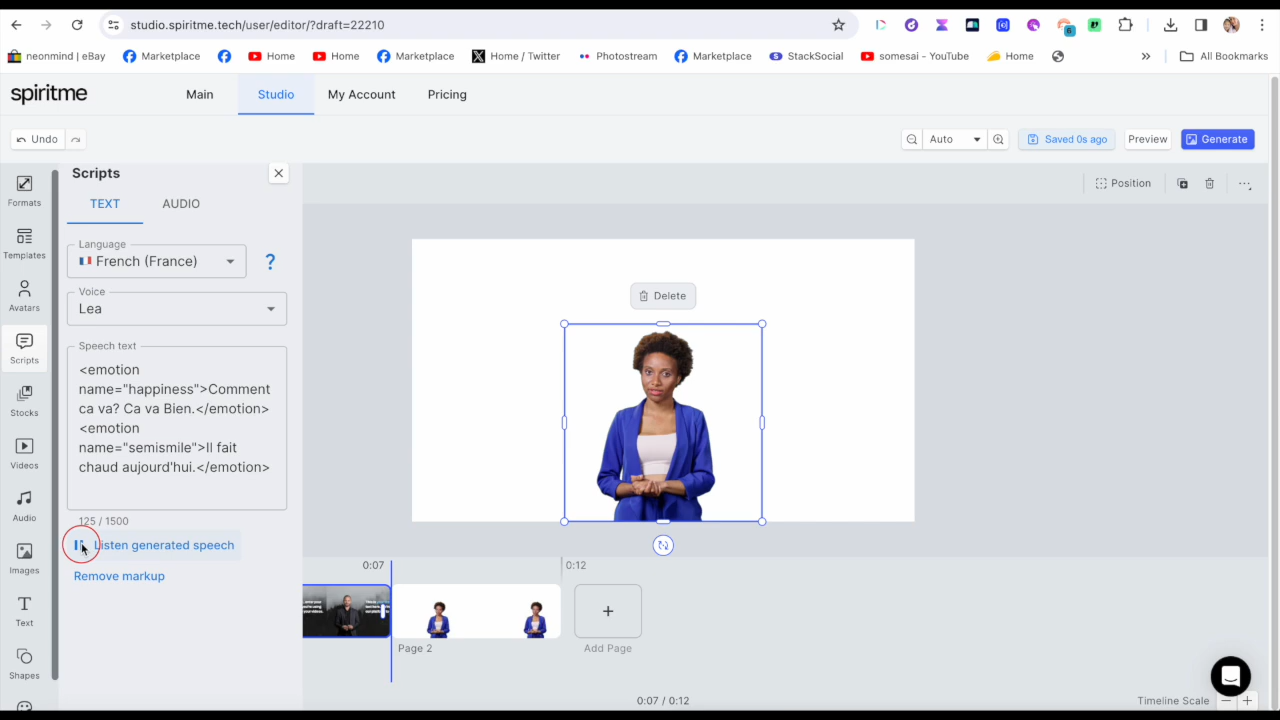 studio.spiritme.tech/user/editor/?draft=22210
6
neonmind | eBay
Marketplace
Home
Home
Marketplace
Home / Twitter
Photostream
Marketplace
StackSocial
somesai - YouTube
Home
»
All Bookmarks
spiritme
Main
Studio
My Account
Pricing
Undo
Auto
Saved 0s ago
Preview
Generate
Formats
Templates
Avatars
Scripts
Stocks
Videos
Audio
Images
Text
Shapes
Scripts
TEXT
AUDIO
Language
French (France)
?
Voice
Lea
Speech text
<emotion
name="happiness">Comment
ca va? Ca va Bien.</emotion>
<emotion
name="semismile">Il fait
chaud aujourd'hui.</emotion>
125 / 1500
Listen generated speech
Remove markup
Position
Delete
0:07
0:12
Page 2
Add Page
0:07 / 0:12
Timeline Scale